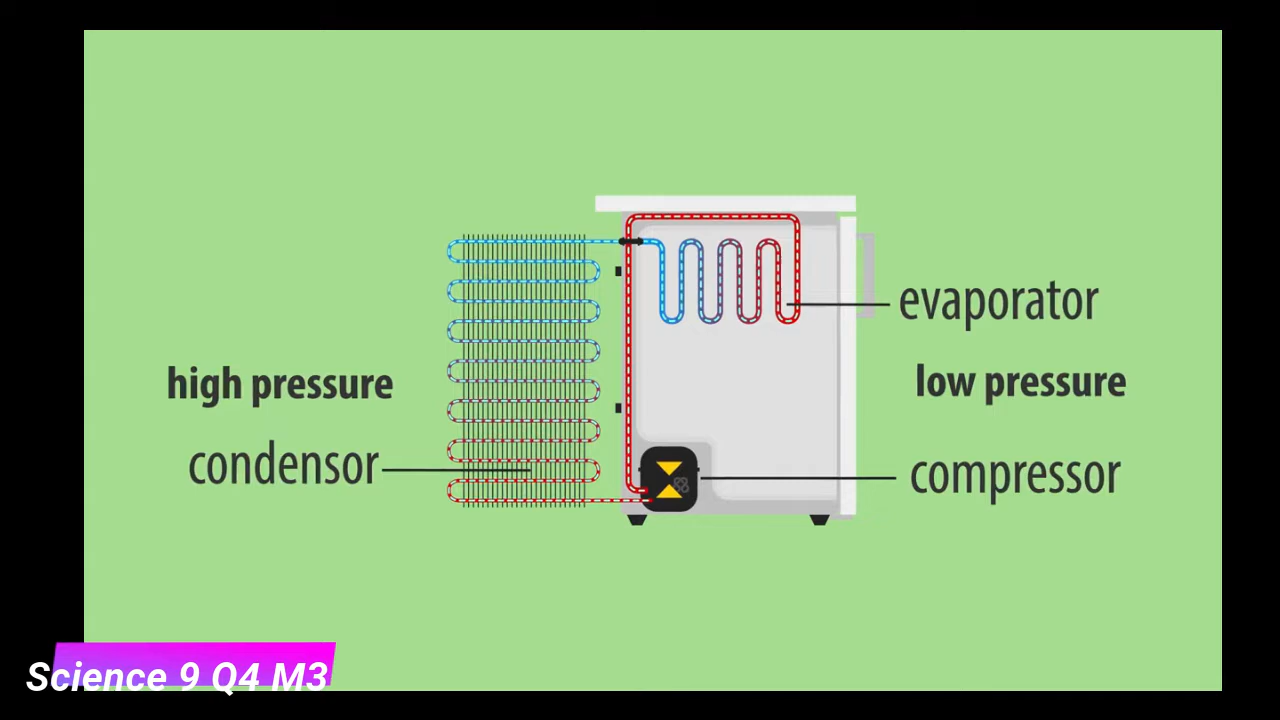 evaporator
high pressure
low pressure
condensor
compressor
Science 9 Q4 M3